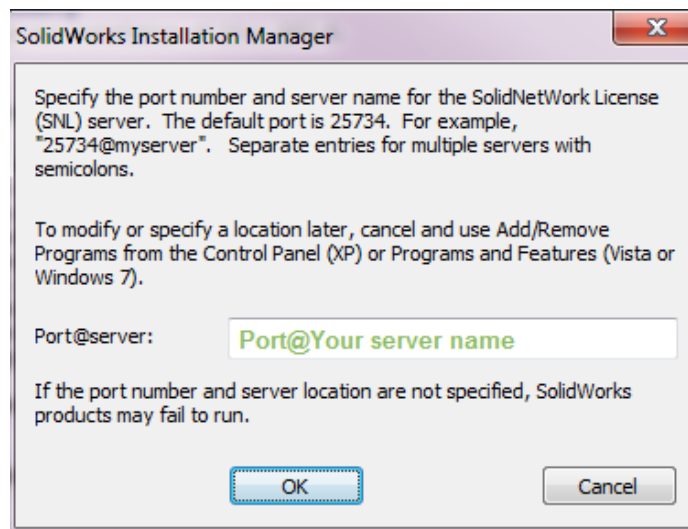 SolidWorks Installation Manager
Specify the port number and server name for the SolidNetWork License
(SNL) server. The default port is 25734. For example,
"25734@myserver". Separate entries for multiple servers with
semicolons.
To modify or specify a location later, cancel and use Add/Remove
Programs from the Control Panel (XP) or Programs and Features (Vista or
Windows 7).
Port@server: Port@Your server name
If the port number and server location are not specified, SolidWorks
products may fail to run.
OK Cancel